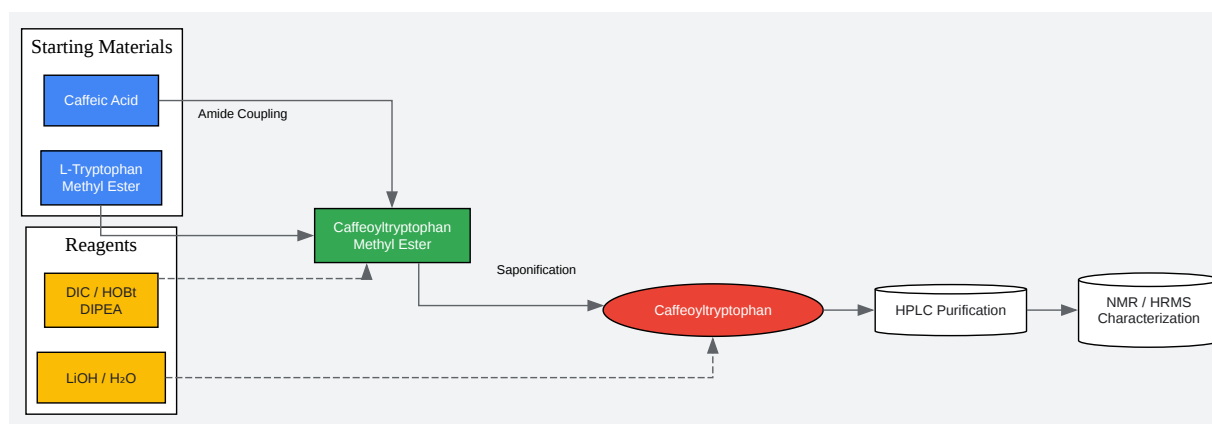 Starting Materials
Caffeic Acid
Amide Coupling
L-Tryptophan
Methyl Ester
Caffeoyltryptophan
Methyl Ester
Reagents
DIC / HOBt
DIPEA
LiOH / H₂O
Saponification
Caffeoyltryptophan
HPLC Purification
NMR / HRMS
Characterization